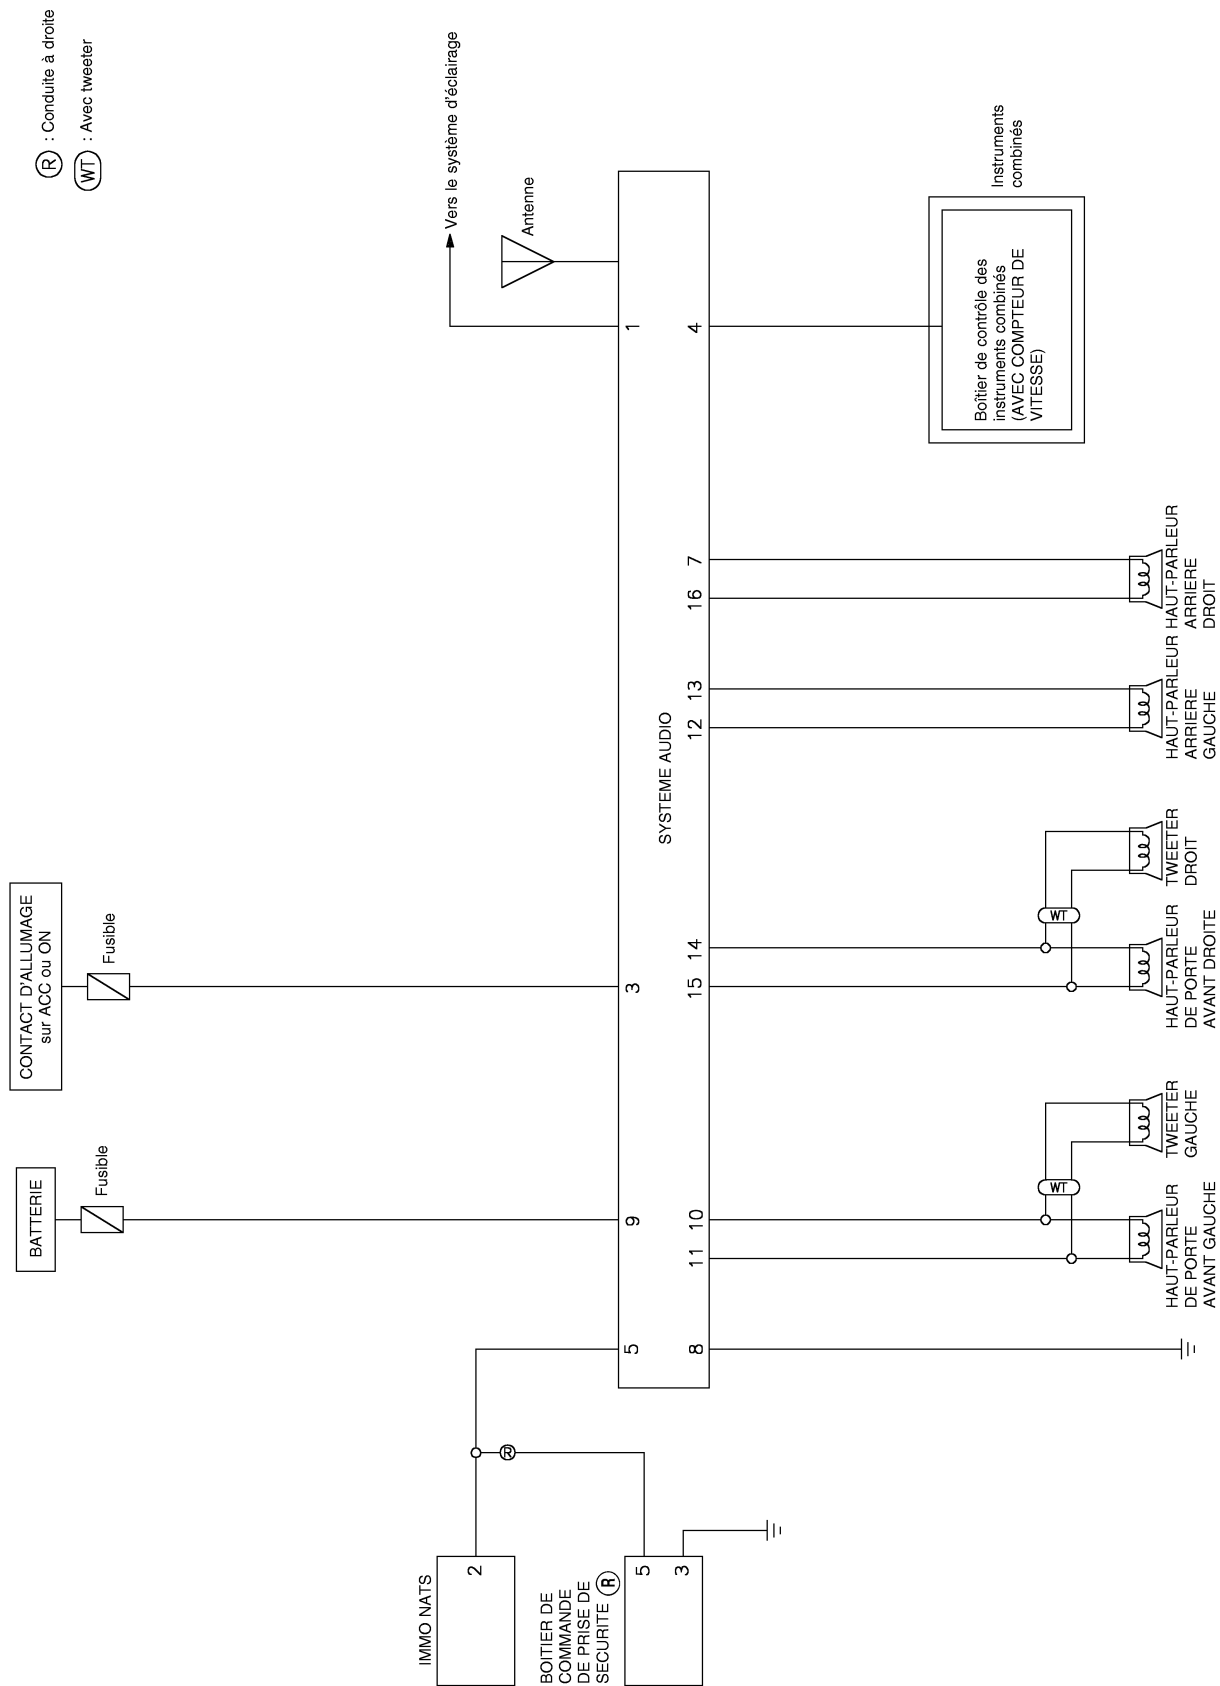 R : Conduite à droite
WT : Avec tweeter
BATTERIE
Fusible
CONTACT D'ALLUMAGE
sur ACC ou ON
Fusible
Vers le système d'éclairage
Antenne
IMMO NATS
2
R
BOITIER DE
COMMANDE
DE PRISE DE
SECURITE R
5
3
5
9
3
1
SYSTEME AUDIO
8
11
10
15
14
12
13
16
7
4
WT
WT
HAUT-PARLEUR
DE PORTE
AVANT GAUCHE
TWEETER
GAUCHE
HAUT-PARLEUR
DE PORTE
AVANT DROITE
TWEETER
DROIT
HAUT-PARLEUR
ARRIERE
GAUCHE
HAUT-PARLEUR
ARRIERE
DROIT
Boîtier de contrôle des
instruments combinés
(AVEC COMPTEUR DE
VITESSE)
Instruments
combinés